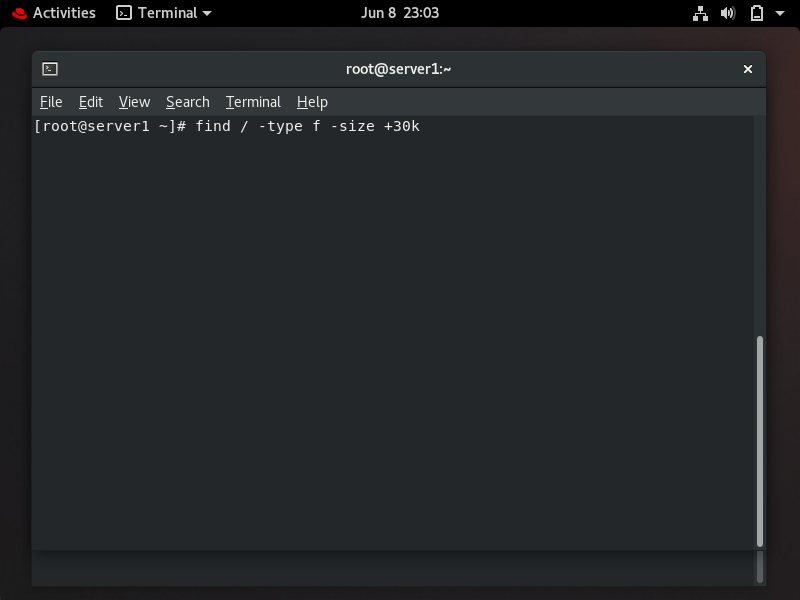 Activities Terminal Jun 8 23:03
root@server1:~
File Edit View Search Terminal Help
[root@server1 ~]# find / -type f -size +30k